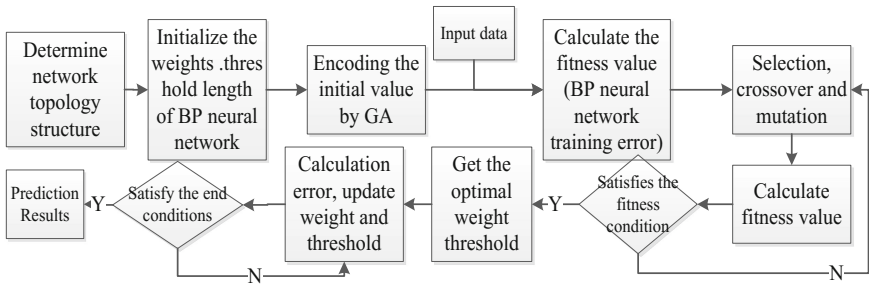 Determine
network
topology
structure
Initialize the
weights .thres
hold length
of BP neural
network
Encoding the
initial value
by GA
Input data
Calculate the
fitness value
(BP neural
network
training error)
Selection,
crossover and
mutation
Calculate
fitness value
Satisfies the
fitness
condition
Y
N
Get the
optimal
weight
threshold
Calculation
error, update
weight and
threshold
Satisfy the end
conditions
Y
N
Prediction
Results